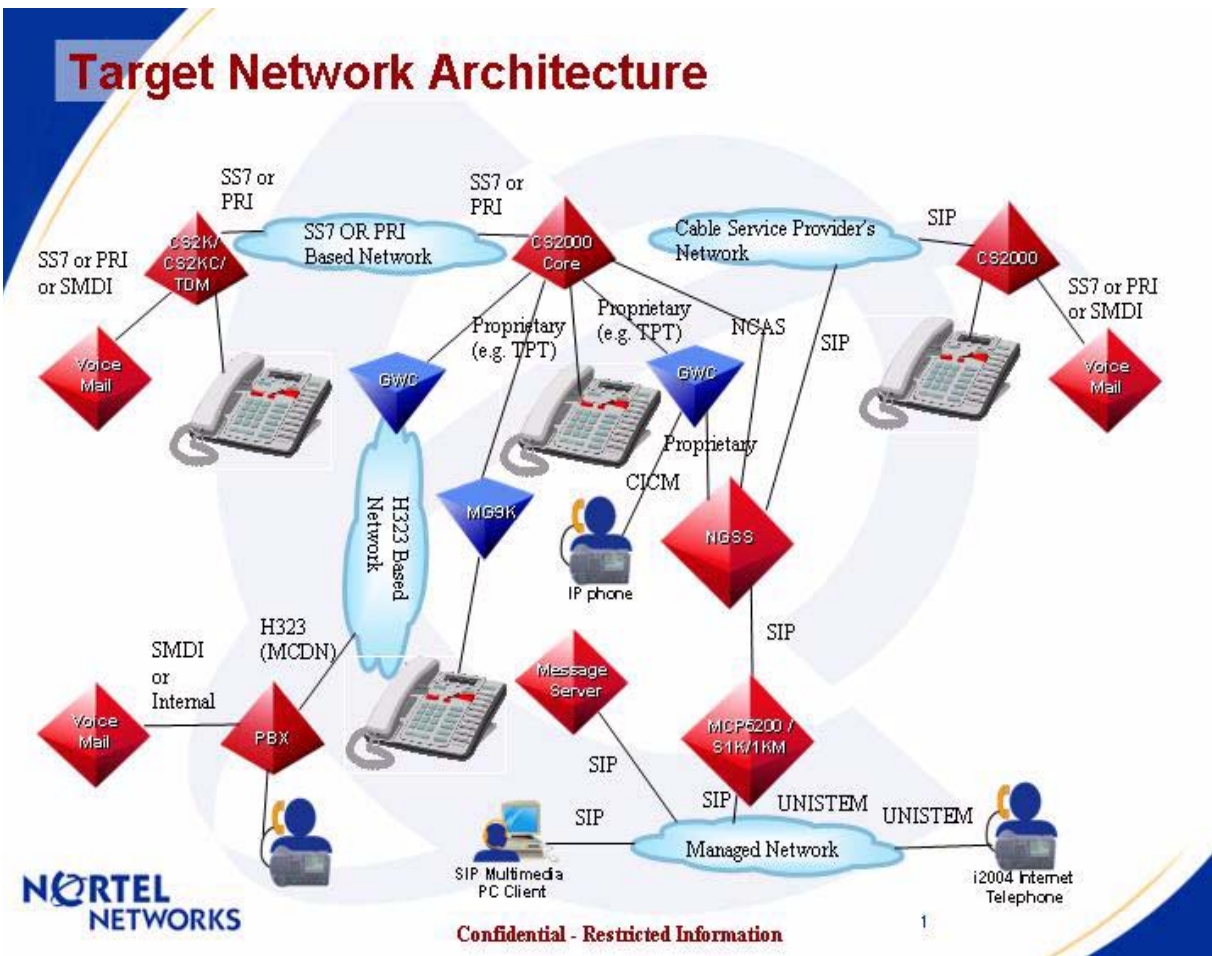 Target Network Architecture
SS7 or
PRI
SS7 or
PRI
SS7 OR PRI
Based Network
CS2K/
CS2KC/
TDM
CS2000
Core
Cable Service Provider's
Network
SIP
CS2000
SS7 or PRI
or SMDI
SS7 or PRI
or SMDI
Voice
Mail
Proprietary
(e.g. TPT)
Proprietary
(e.g. TPT)
NCAS
SIP
Voice
Mail
GWC
GWC
Proprietary
CICM
H323 Based
Network
MG9K
NGSS
IP phone
H323
(MCDN)
SIP
SMDI
or
Internal
Message
Server
Voice
Mail
PBX
MCP5200 /
S1K/1KM
SIP
SIP
UNISTEM
UNISTEM
SIP
Managed Network
SIP Multimedia
PC Client
i2004 Internet
Telephone
NORTEL
NETWORKS
Confidential - Restricted Information
1